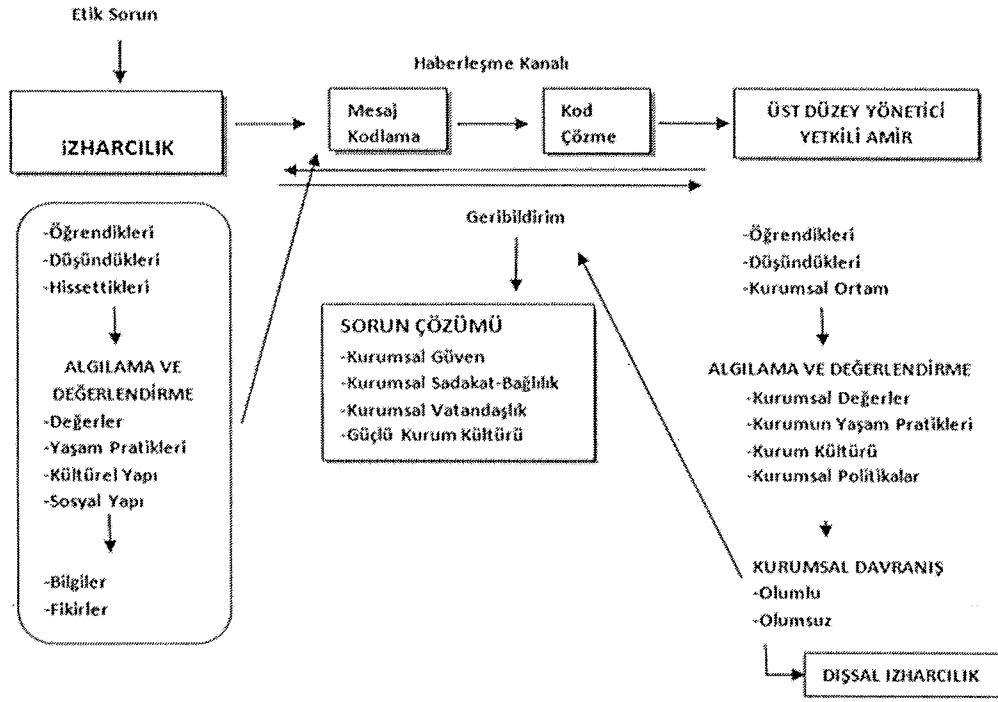 Etik Sorun
Haberleşme Kanalı
İZHARCILIK
Mesaj
Kodlama
Kod
Çözme
ÜST DÜZEY YÖNETİCİ
YETKİLİ AMİR
Geribildirim
-Öğrendikleri
-Düşündükleri
-Hissettikleri
ALGILAMA VE
DEĞERLENDİRME
-Değerler
-Yaşam Pratikleri
-Kültürel Yapı
-Sosyal Yapı
-Bilgiler
-Fikirler
SORUN ÇÖZÜMÜ
-Kurumsal Güven
-Kurumsal Sadakat-Bağlılık
-Kurumsal Vatandaşlık
-Güçlü Kurum Kültürü
-Öğrendikleri
-Düşündükleri
-Kurumsal Ortam
ALGILAMA VE DEĞERLENDİRME
-Kurumsal Değerler
-Kurumun Yaşam Pratikleri
-Kurum Kültürü
-Kurumsal Politikalar
KURUMSAL DAVRANIŞ
-Olumlu
-Olumsuz
DIŞSAL IZHARCILIK